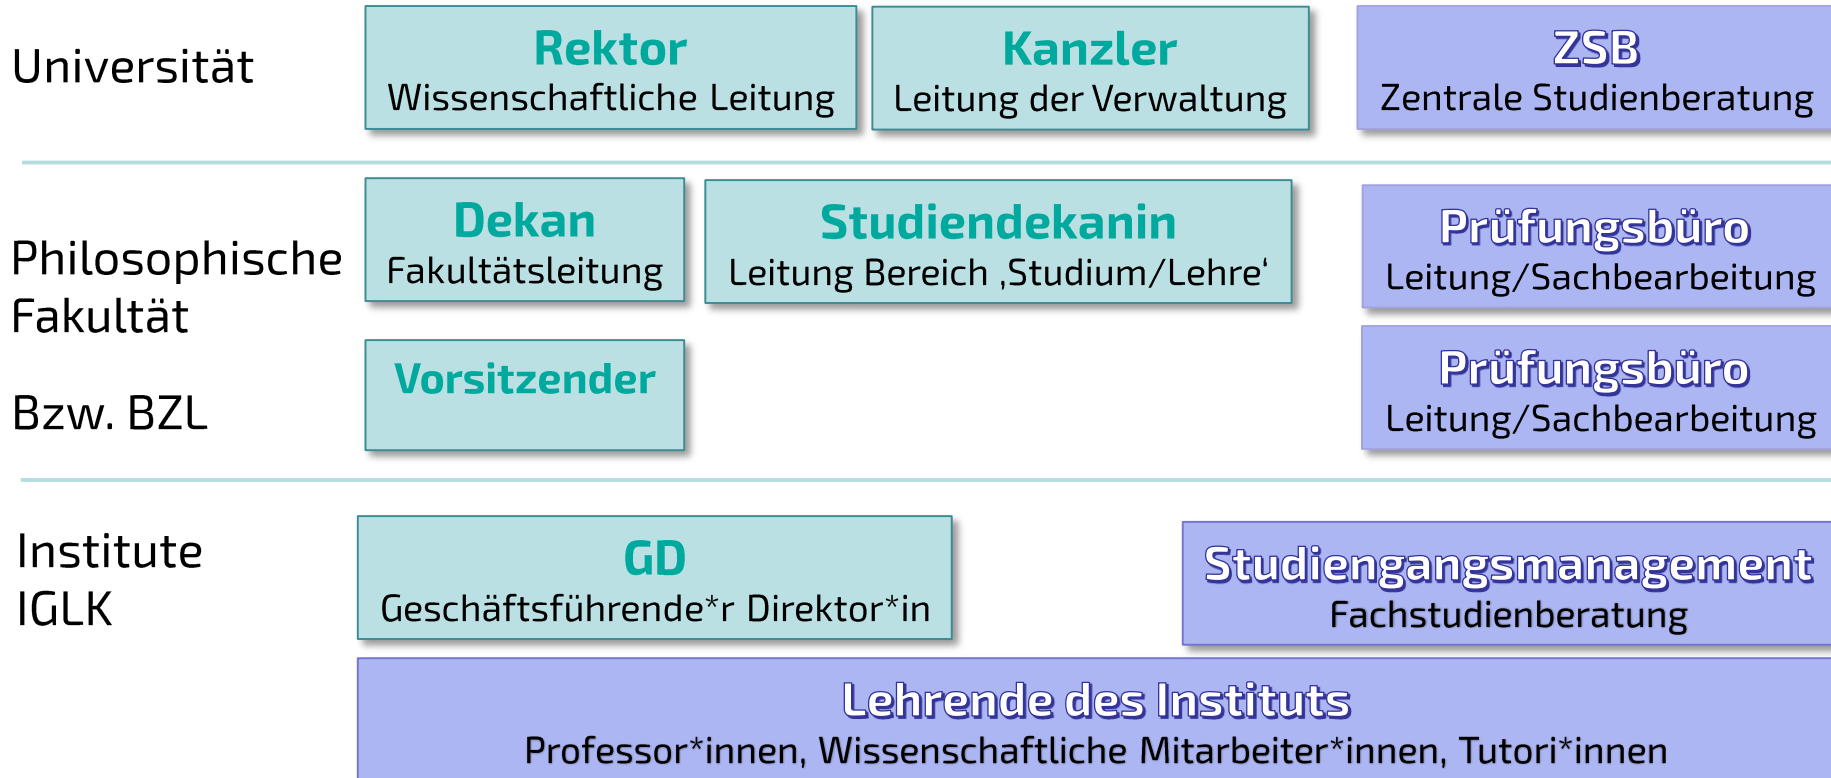 Universität
Rektor
Wissenschaftliche Leitung
Kanzler
Leitung der Verwaltung
ZSB
Zentrale Studienberatung
Philosophische
Fakultät
Dekan
Fakultätsleitung
Studiendekanin
Leitung Bereich ‚Studium/Lehre‘
Prüfungsbüro
Leitung/Sachbearbeitung
Bzw. BZL
Vorsitzender
Prüfungsbüro
Leitung/Sachbearbeitung
Institute
IGLK
GD
Geschäftsführende*r Direktor*in
Studiengangsmanagement
Fachstudienberatung
Lehrende des Instituts
Professor*innen, Wissenschaftliche Mitarbeiter*innen, Tutori*innen